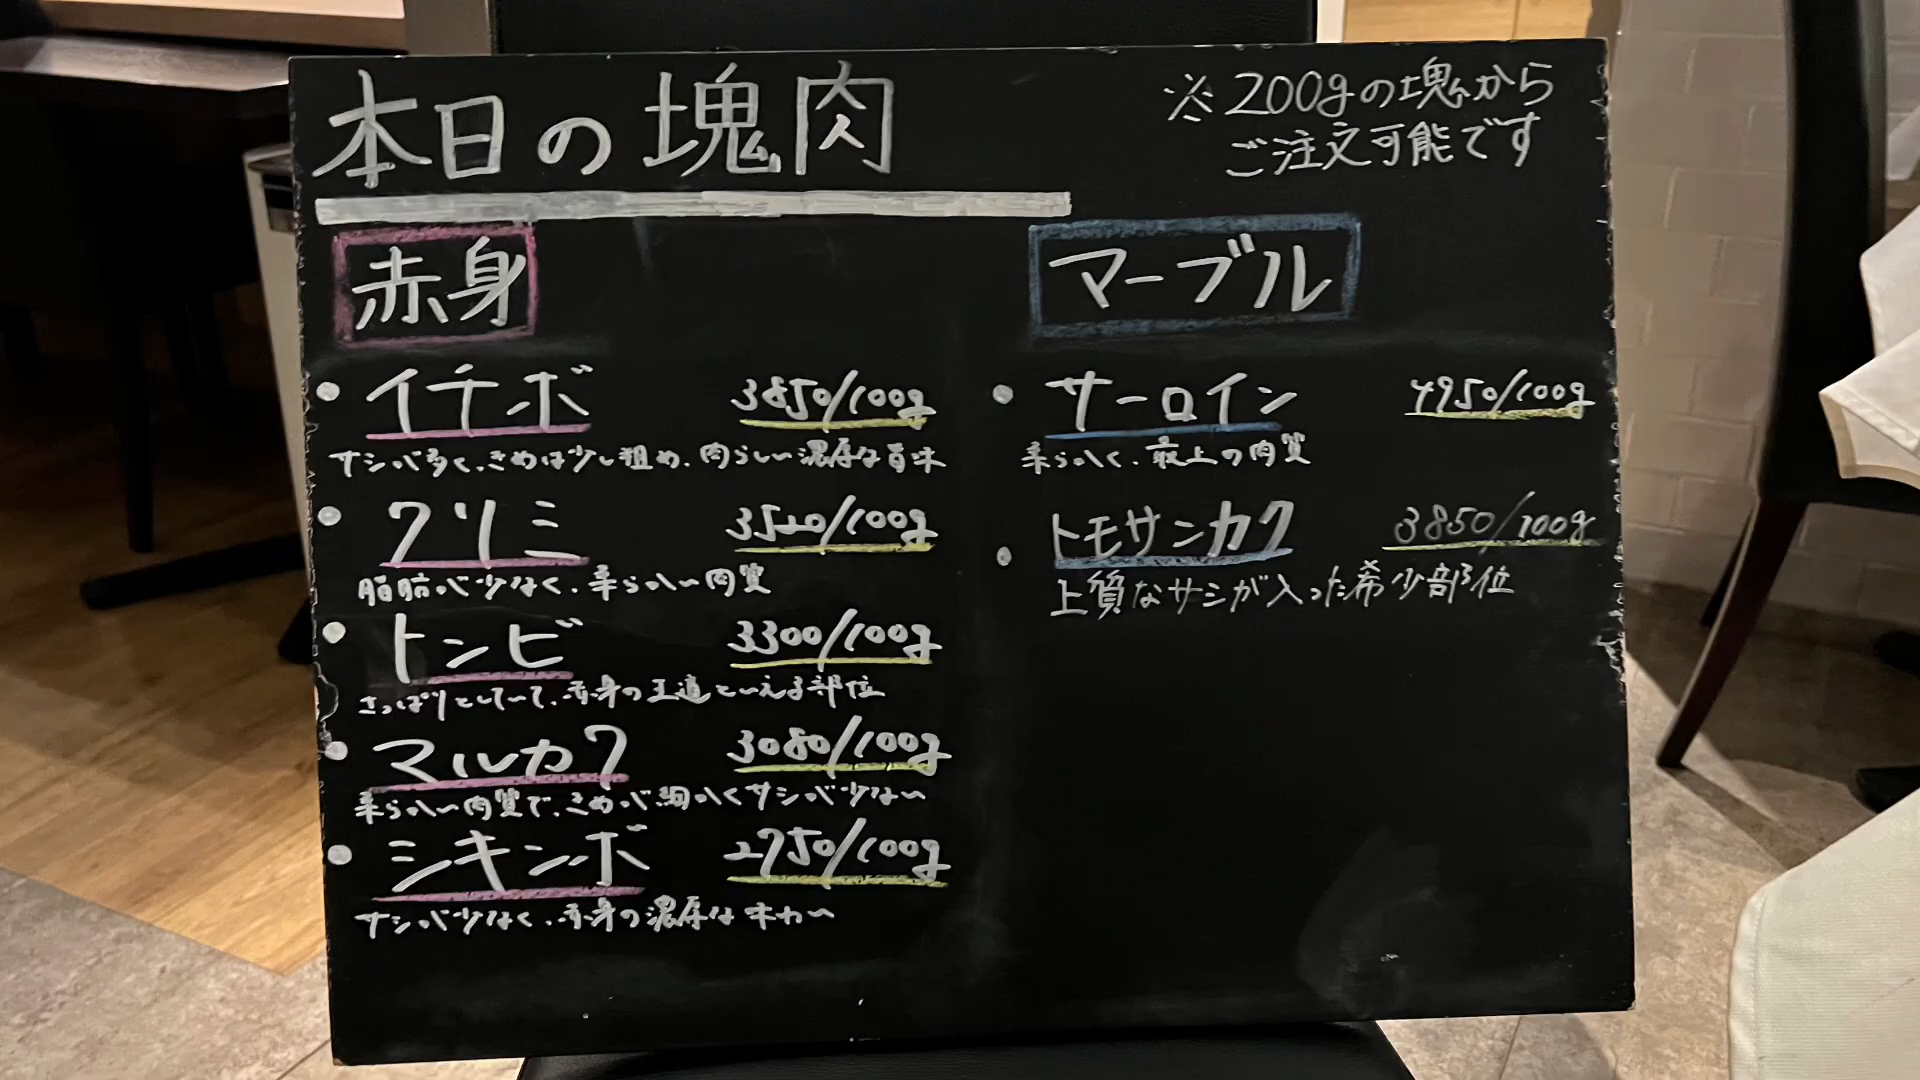 本日の塊肉
※200gの塊から
ご注文可能です
赤身
・イチボ 3850/100g
サシが多く、きめは少し粗め、肉らしい濃厚な旨味
・クリミ 3520/100g
脂肪が少なく、柔らかい肉質
・トンビ 3300/100g
さっぱりとしていて、赤身の王道といえる部位
・マルカワ 3080/100g
柔らかい肉質で、きめが細かくサシが少ない
・シキンボ 2750/100g
サシが少なく、赤身の濃厚な味わい
マーブル
・サーロイン 4950/100g
柔らかく、最上の肉質
・トモサンカク 3850/100g
上質なサシが入った希少部位